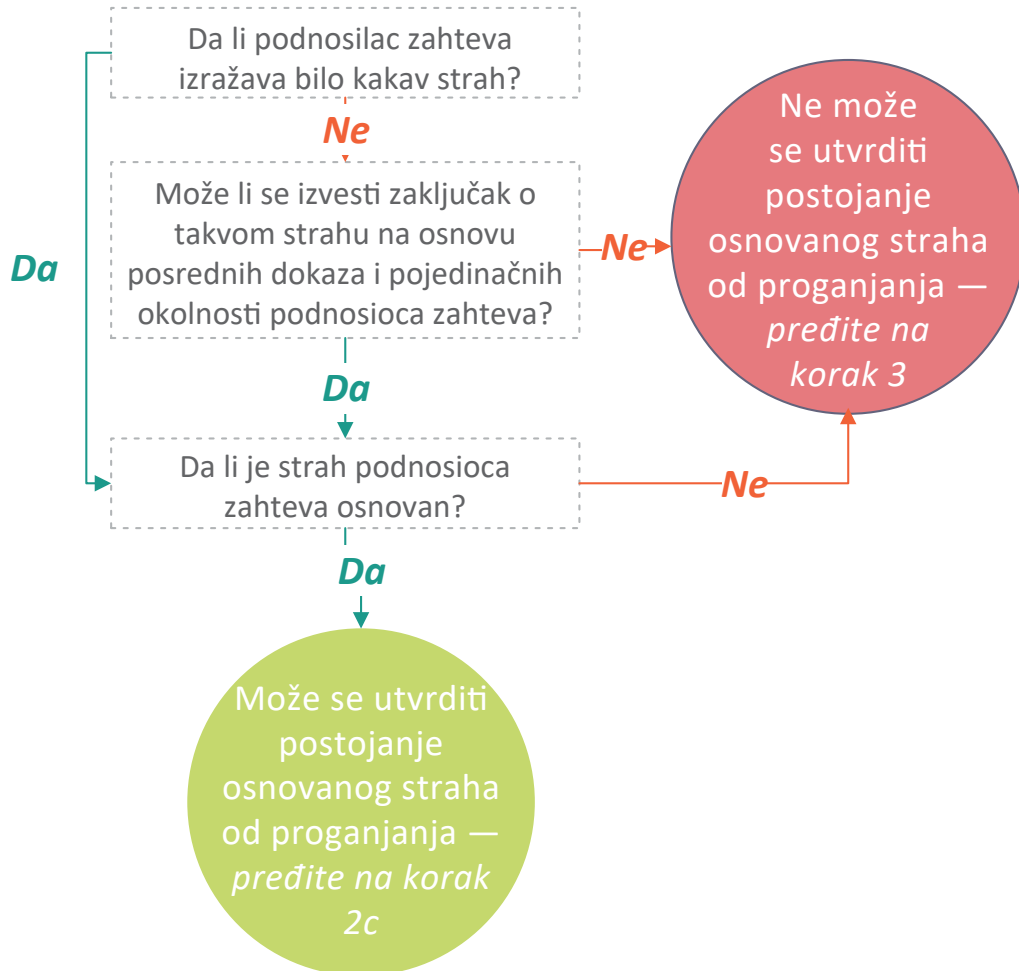 Da li podnosilac zahteva
izražava bilo kakav strah?
Ne
Može li se izvesti zaključak o
takvom strahu na osnovu
posrednih dokaza i pojedinačnih
okolnosti podnosioca zahteva?
Ne
Ne može
se utvrditi
postojanje
osnovanog straha
od proganjanja —
pređite na
korak 3
Da
Da
Da li je strah podnosioca
zahteva osnovan?
Ne
Da
Može se utvrditi
postojanje
osnovanog straha
od proganjanja —
pređite na korak
2c